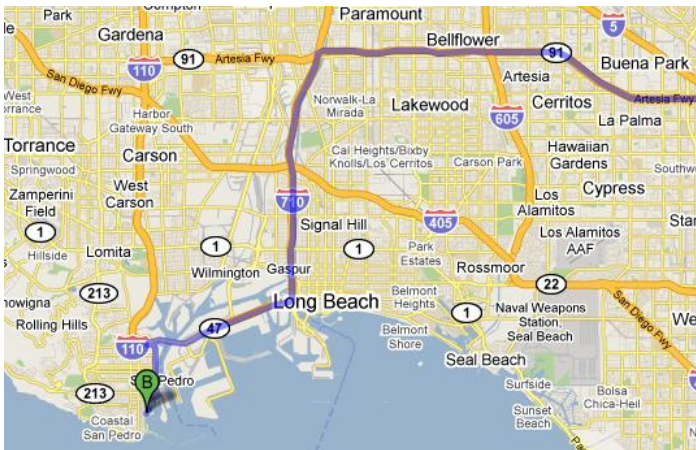 Compton
Paramount
Gardena
INTERSTATE
5
Bellflower
91
Buena Park
91
Artesia Fwy
110
San Diego Fwy
Artesia
West
Torrance
Harbor
Gateway South
Norwalk-La
Mirada
Lakewood
Cerritos
Artesia Fwy
605
La Palma
Torrance
Carson
Cal Heights/Bixby
Knolls/Los Cerritos
Carson Park
Hawaiian
Gardens
Springwood
West
Carson
Cypress
Zamperini
Field
710
Los
Alamitos
1
Signal Hill
405
Los Alamitos
AAF
Hillside
Lomita
1
1
Park
Estates
Wilmington
Gaspur
Rossmoor
213
22
Rolling Hills
Long Beach
Belmont
Heights
1
Naval Weapons
Station,
Seal Beach
San Diego Fwy
47
Belmont
Shore
110
Seal Beach
B
213
Surfside
Bolsa
Chica-Heil
Coastal
San Pedro
Sunset
Beach